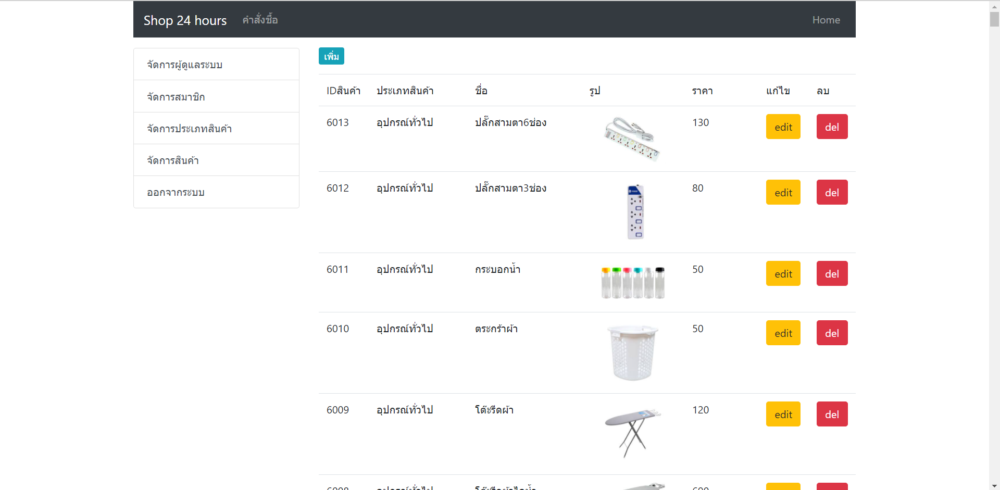 Shop 24 hours คำสั่งซื้อ Home
จัดการผู้ดูแลระบบ
จัดการสมาชิก
จัดการประเภทสินค้า
จัดการสินค้า
ออกจากระบบ
เพิ่ม
IDสินค้า ประเภทสินค้า ชื่อ รูป ราคา แก้ไข ลบ
6013 อุปกรณ์ทั่วไป ปลั๊กสามตา6ช่อง 130 edit del
6012 อุปกรณ์ทั่วไป ปลั๊กสามตา3ช่อง 80 edit del
6011 อุปกรณ์ทั่วไป กระบอกน้ำ 50 edit del
6010 อุปกรณ์ทั่วไป ตระกร้าผ้า 50 edit del
6009 อุปกรณ์ทั่วไป โต๊ะรีดผ้า 120 edit del
6008 อุปกรณ์ทั่วไป